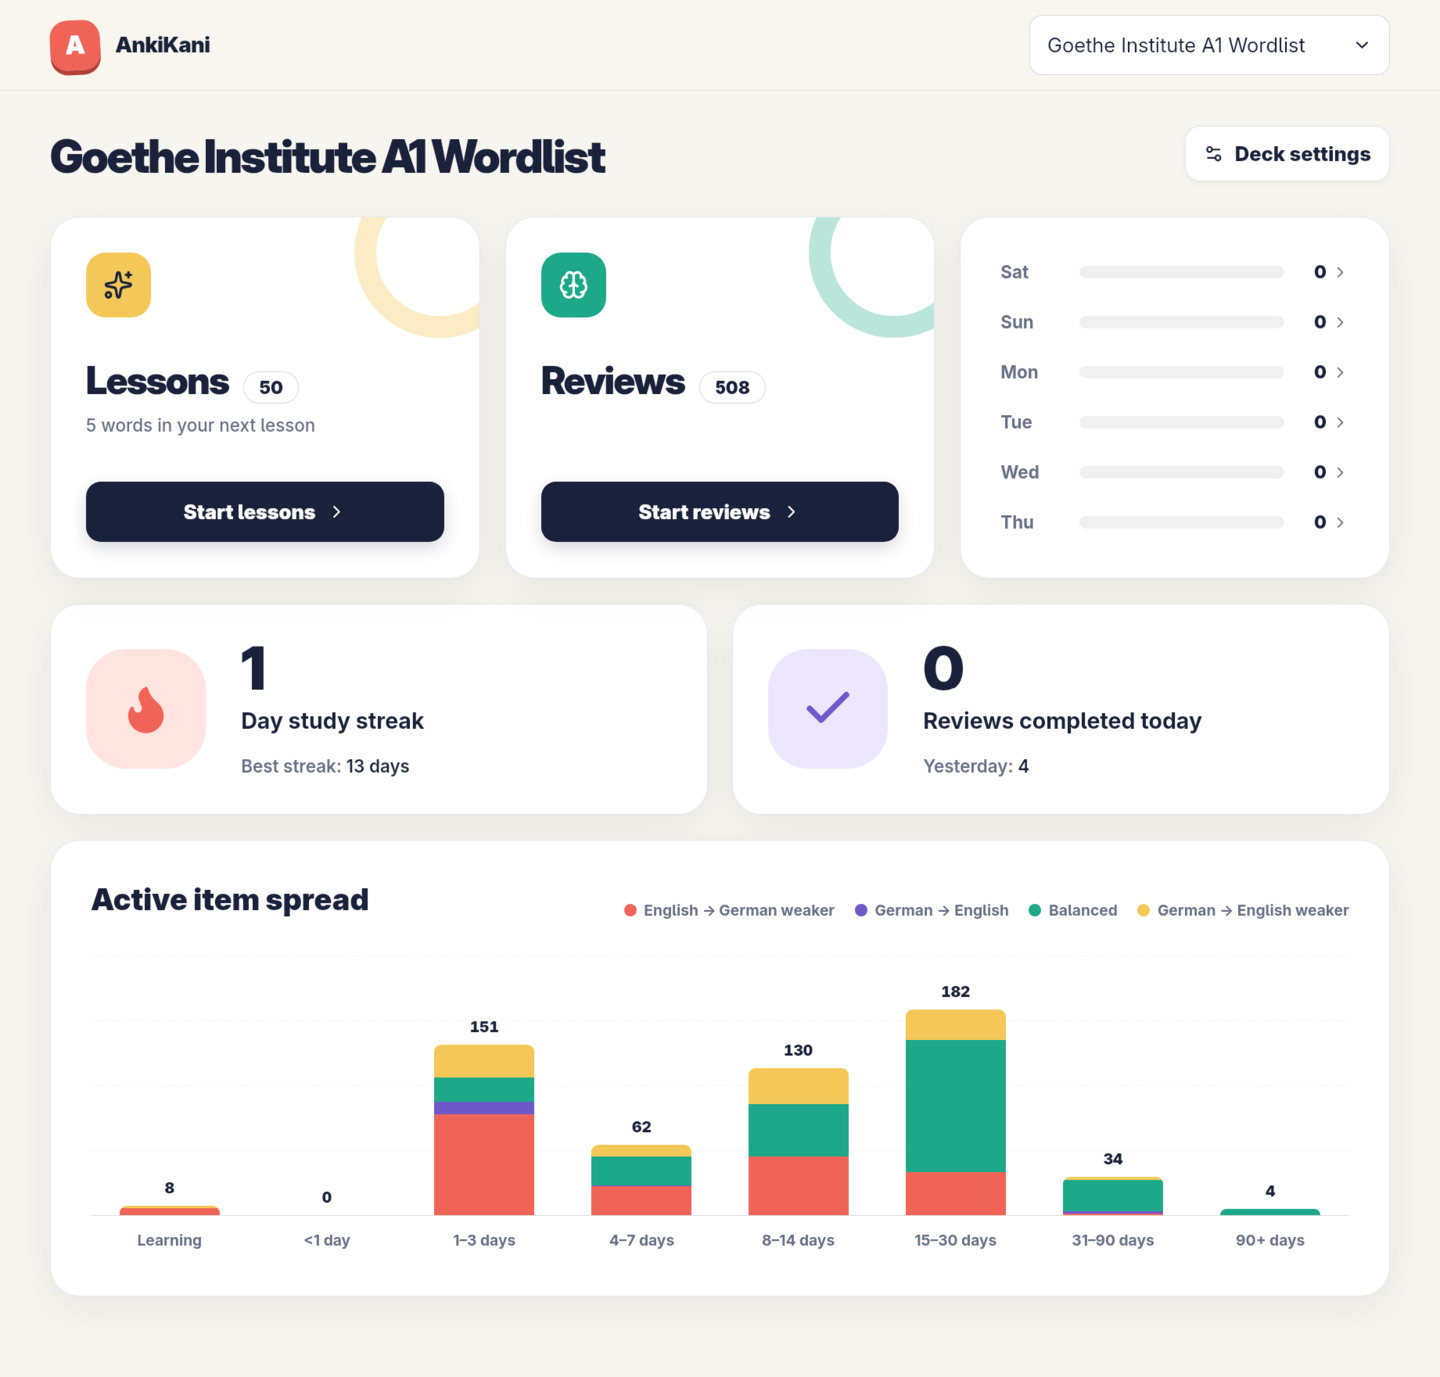 A AnkiKani
Goethe Institute A1 Wordlist
Goethe Institute A1 Wordlist
Deck settings
Lessons 50
5 words in your next lesson
Start lessons
Reviews 508
Start reviews
Sat 0
Sun 0
Mon 0
Tue 0
Wed 0
Thu 0
1
Day study streak
Best streak: 13 days
0
Reviews completed today
Yesterday: 4
Active item spread
English → German weaker German → English Balanced German → English weaker
8 0 151 62 130 182 34 4
Learning <1 day 1–3 days 4–7 days 8–14 days 15–30 days 31–90 days 90+ days